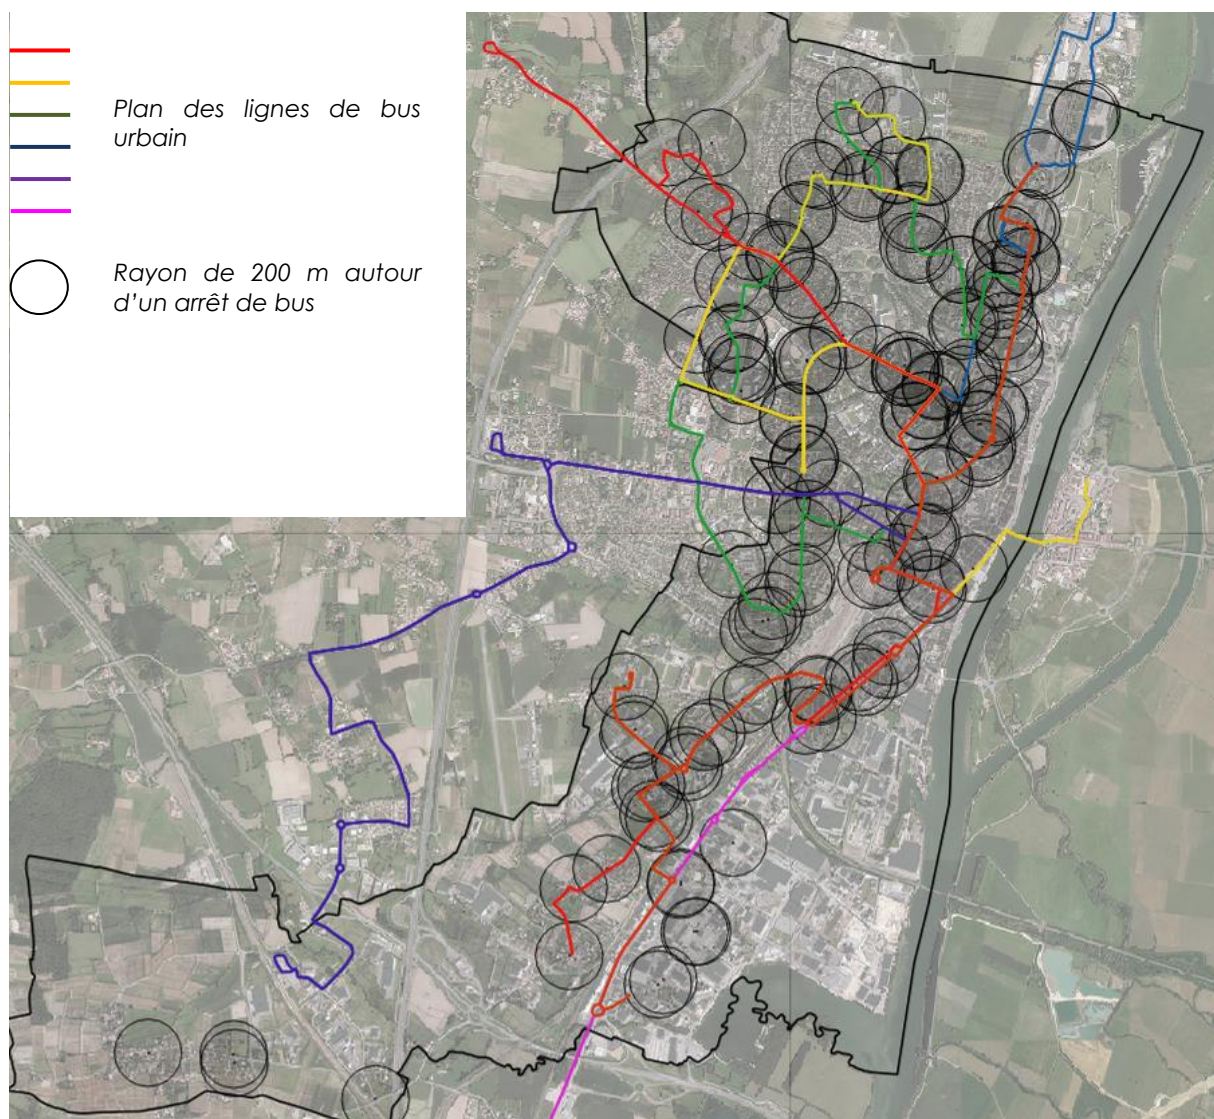 Plan des lignes de bus
urbain
Rayon de 200 m autour
d'un arrêt de bus